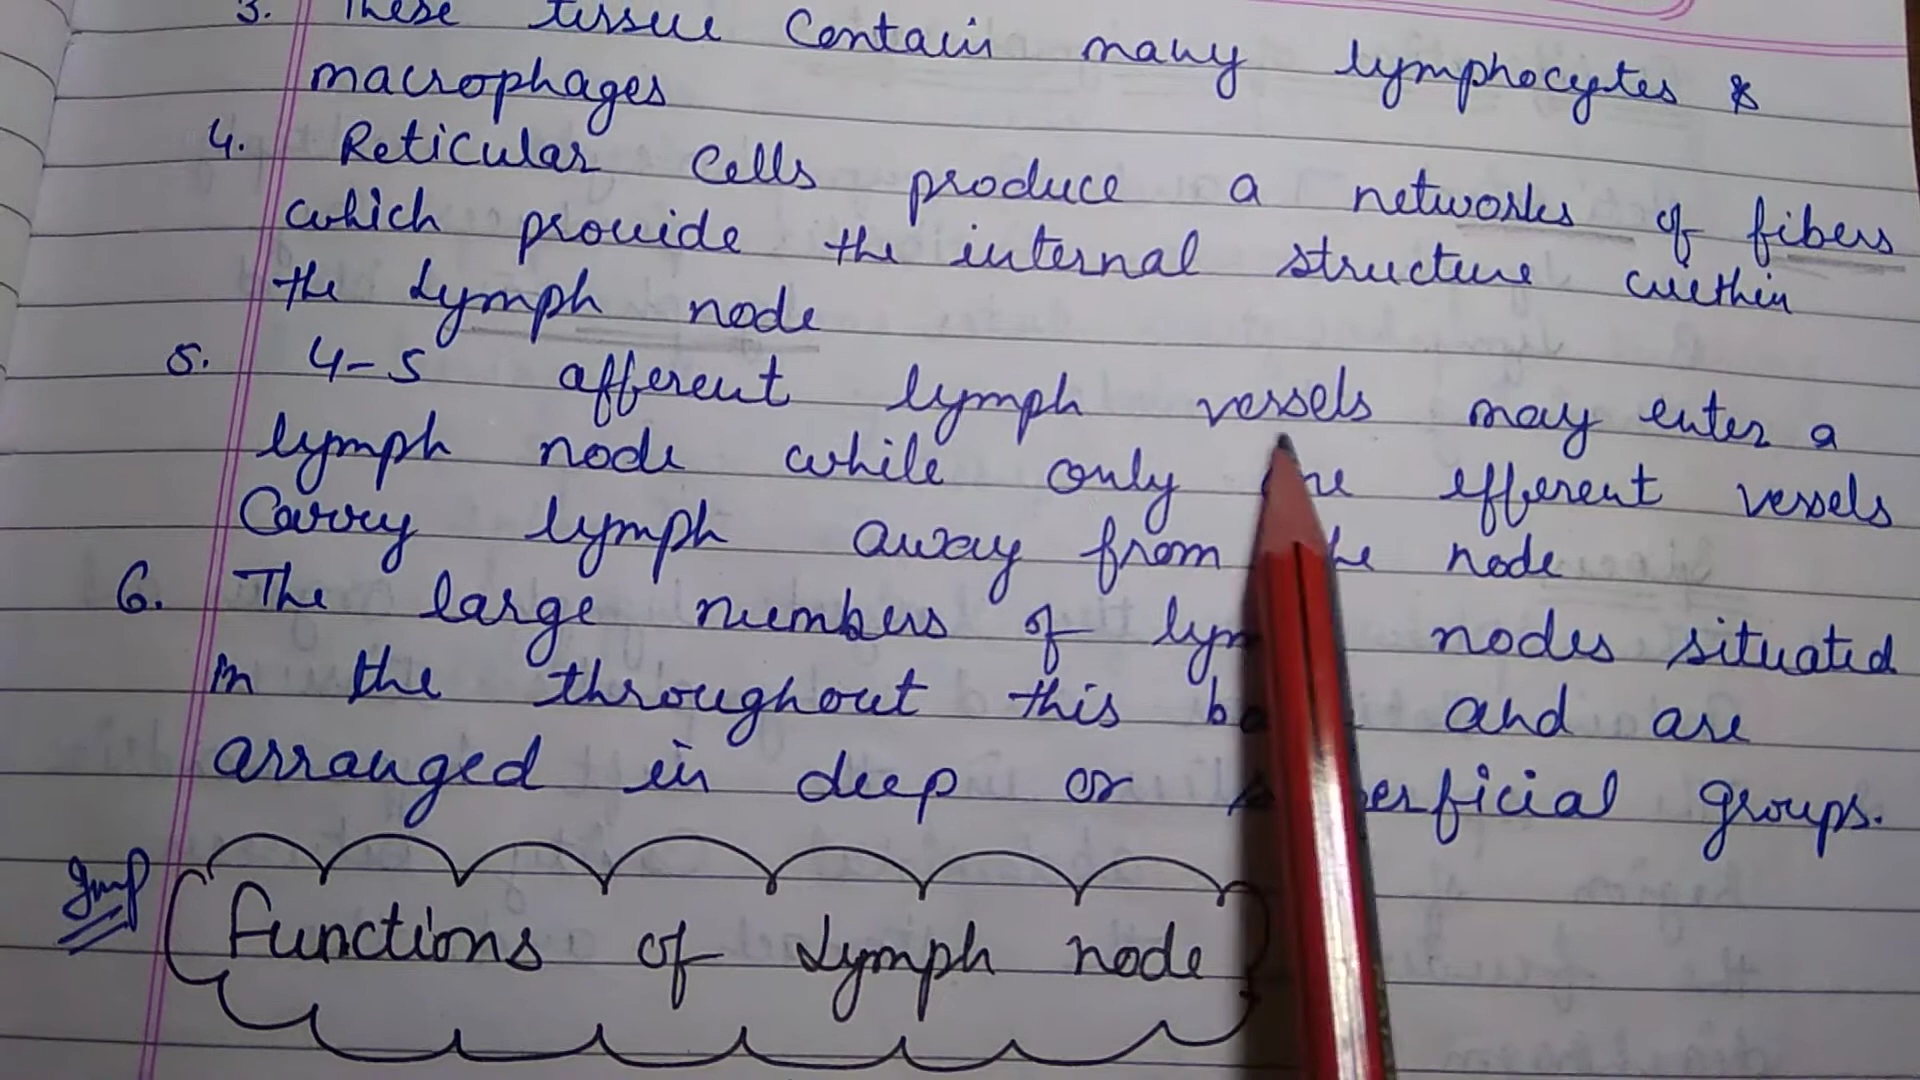 3. These tissue Contain many lymphocytes &
macrophages
4. Reticular Cells produce a networks of fibers
which provide the internal structure within
the Lymph node
5. 4-5 afferent lymph vessels may enter a
lymph node while only efferent vessels
Carry lymph away from node
6. The large numbers of nodes situated
in the throughout this and are
arranged in deep or groups.
Imp
Functions of Lymph node